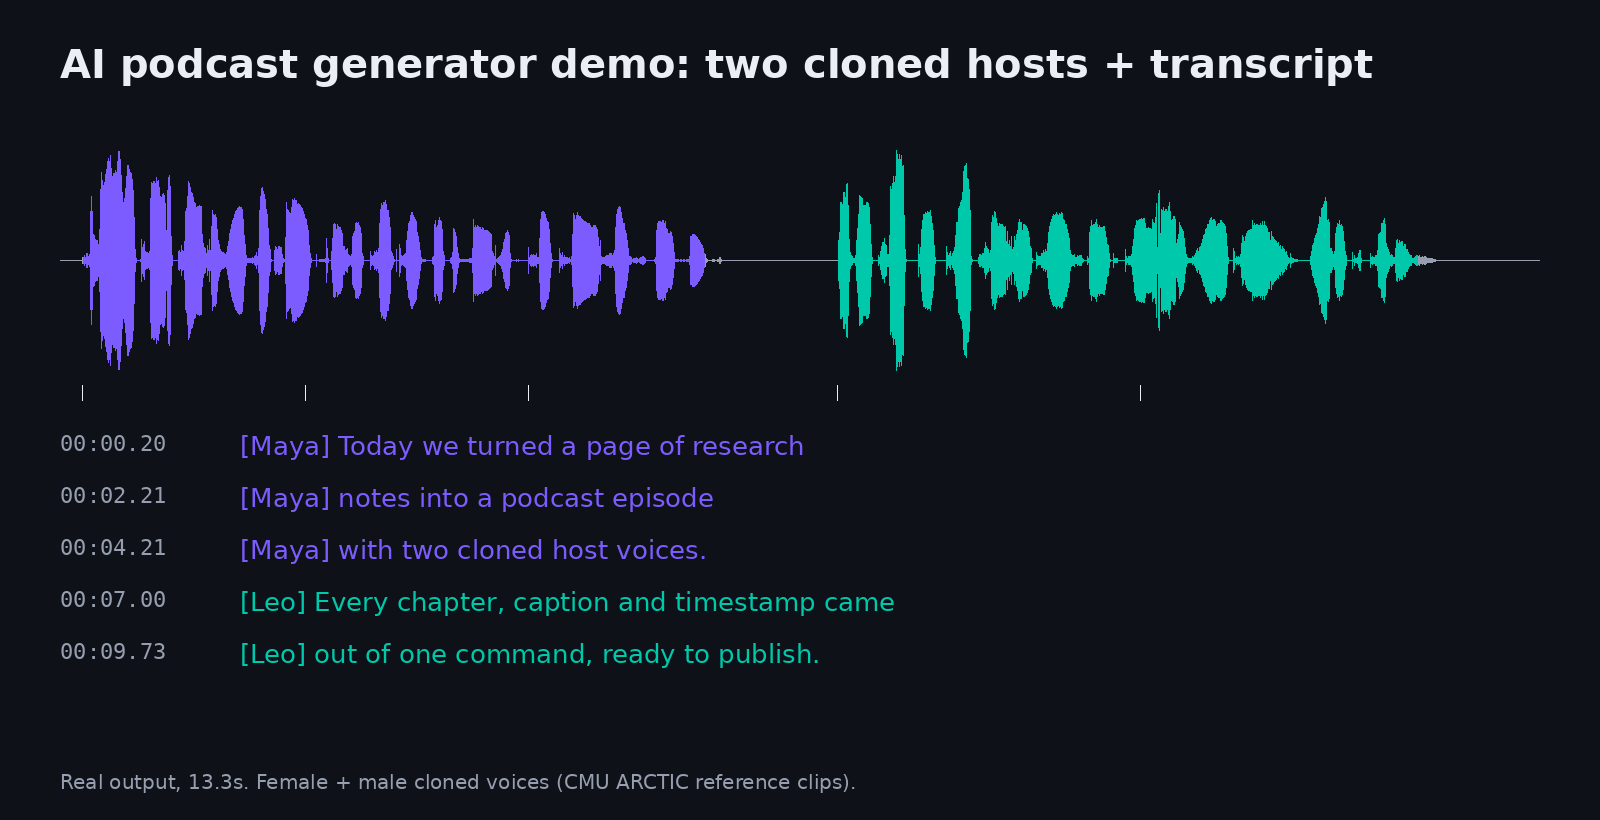 AI podcast generator demo: two cloned hosts + transcript
00:00.20 [Maya] Today we turned a page of research
00:02.21 [Maya] notes into a podcast episode
00:04.21 [Maya] with two cloned host voices.
00:07.00 [Leo] Every chapter, caption and timestamp came
00:09.73 [Leo] out of one command, ready to publish.
Real output, 13.3s. Female + male cloned voices (CMU ARCTIC reference clips).